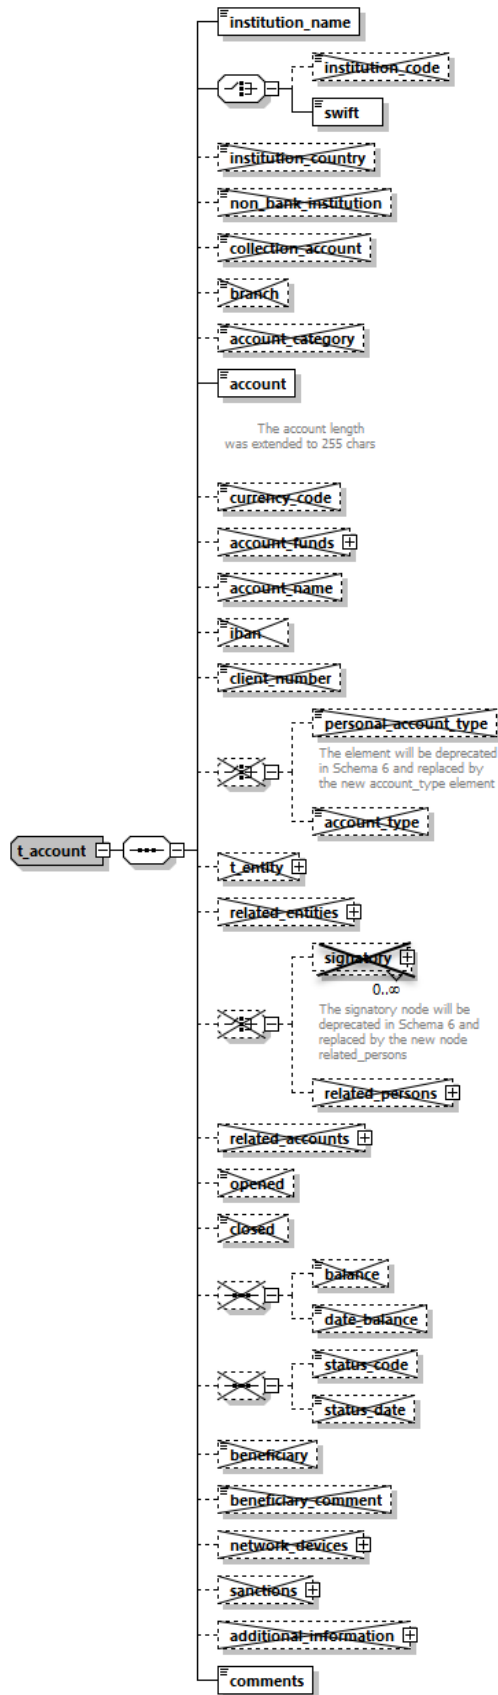 institution_name
institution_code
swift
institution_country
non_bank_institution
collection_account
branch
account_category
account
The account length
was extended to 255 chars
currency_code
account_funds
account_name
iban
client_number
personal_account_type
The element will be deprecated
in Schema 6 and replaced by
the new account_type element
account_type
t_account
t_entity
related_entities
signatory
0..∞
The signatory node will be
deprecated in Schema 6 and
replaced by the new node
related_persons
related_persons
related_accounts
opened
closed
balance
date_balance
status_code
status_date
beneficiary
beneficiary_comment
network_devices
sanctions
additional_information
comments